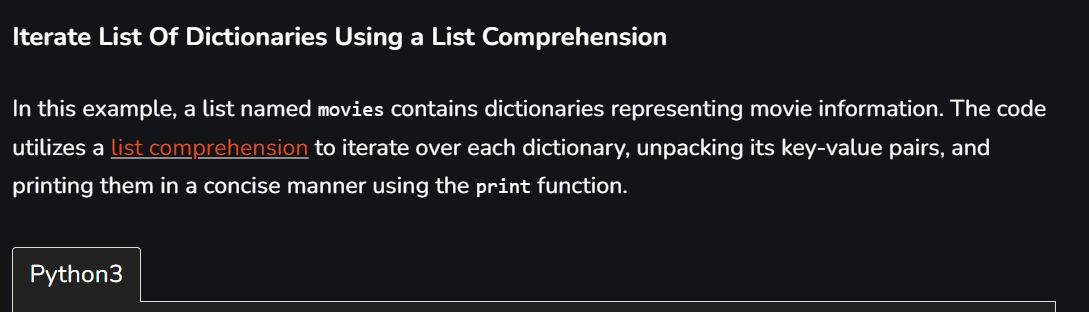 Iterate List Of Dictionaries Using a List Comprehension
In this example, a list named movies contains dictionaries representing movie information. The code
utilizes a list comprehension to iterate over each dictionary, unpacking its key-value pairs, and
printing them in a concise manner using the print function.
Python3